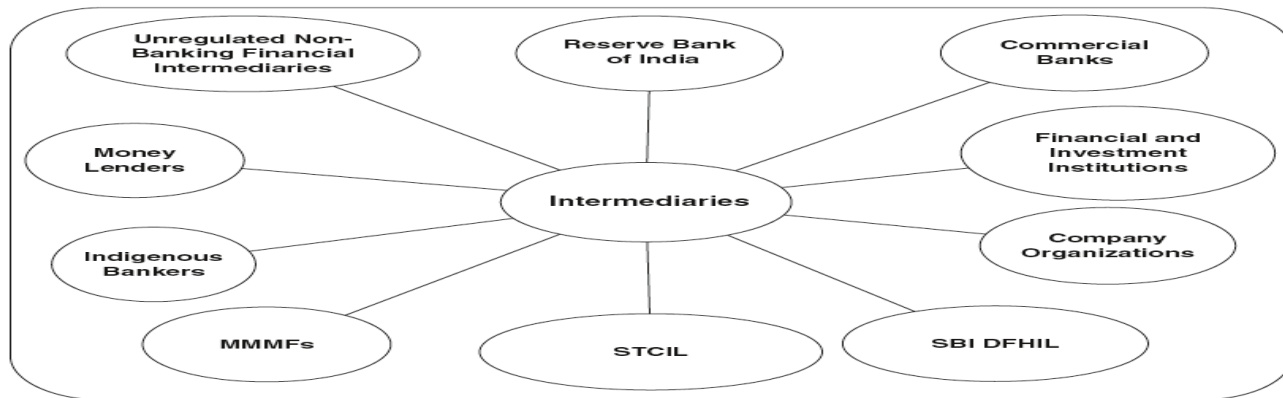 Unregulated Non-
Banking Financial
Intermediaries
Reserve Bank
of India
Commercial
Banks
Money
Lenders
Financial and
Investment
Institutions
Intermediaries
Indigenous
Bankers
Company
Organizations
MMMFs
STCIL
SBI DFHIL